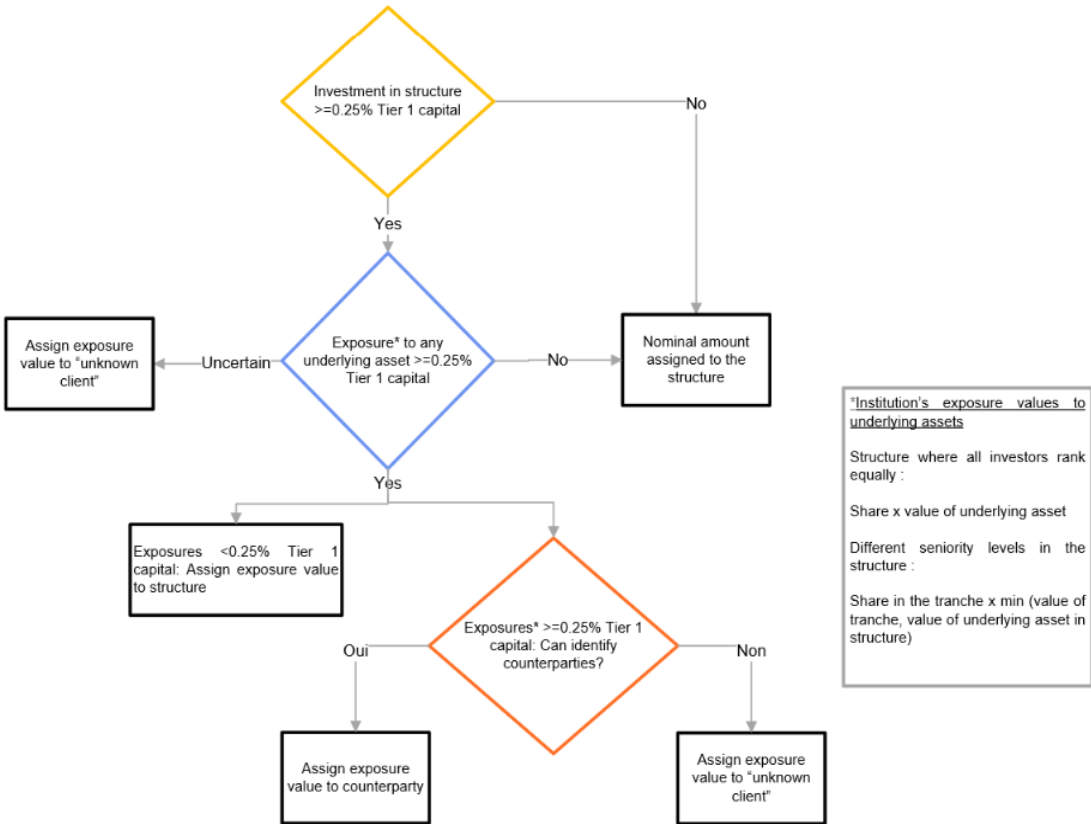 Investment in structure
>=0.25% Tier 1 capital
No
Yes
Exposure* to any
underlying asset >=0.25%
Tier 1 capital
Uncertain
No
Assign exposure
value to “unknown
client”
Nominal amount
assigned to the
structure
Yes
Exposures <0.25% Tier 1
capital: Assign exposure value
to structure
Exposures* >=0.25% Tier 1
capital: Can identify
counterparties?
Oui
Non
Assign exposure
value to counterparty
Assign exposure
value to “unknown
client”
*Institution’s exposure values to
underlying assets
Structure where all investors rank
equally :
Share x value of underlying asset
Different seniority levels in the
structure :
Share in the tranche x min (value of
tranche, value of underlying asset in
structure)